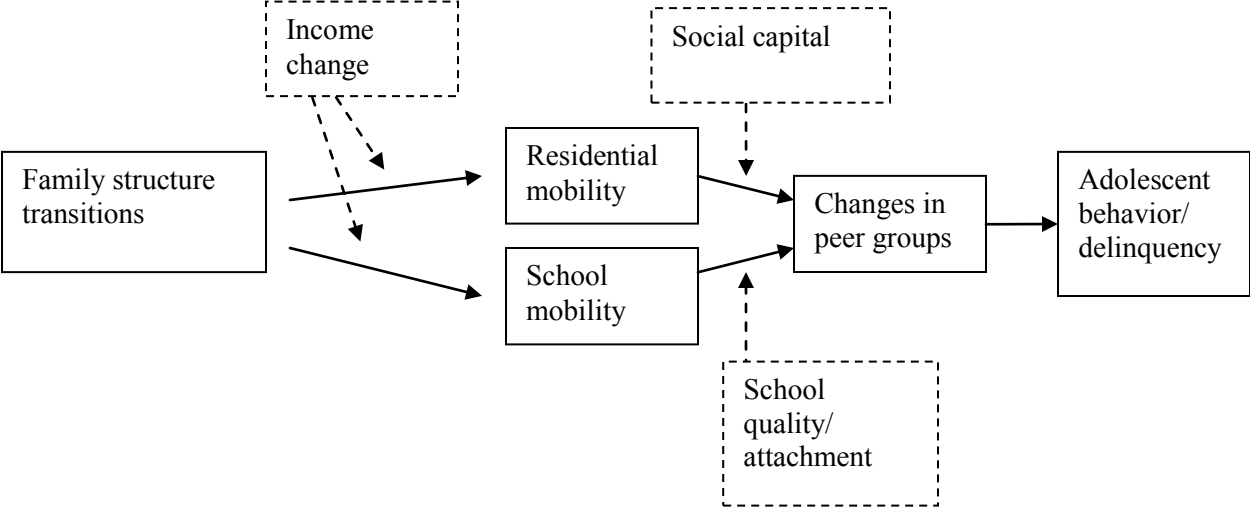 Income
change
Social capital
Family structure
transitions
Residential
mobility
Changes in
peer groups
Adolescent
behavior/
delinquency
School
mobility
School
quality/
attachment